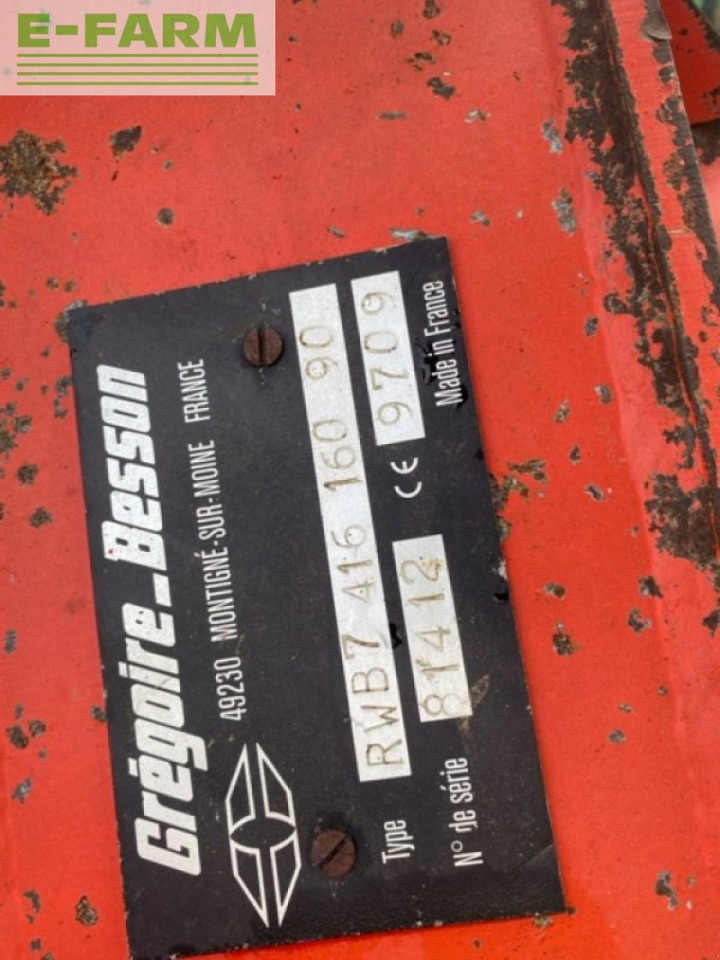 E-FARM
Grégoire-Besson
49230 MONTIGNÉ-SUR-MOINE FRANCE
Type RWB7 416 160 90
N° de série 81412 CE 9709
Made in France